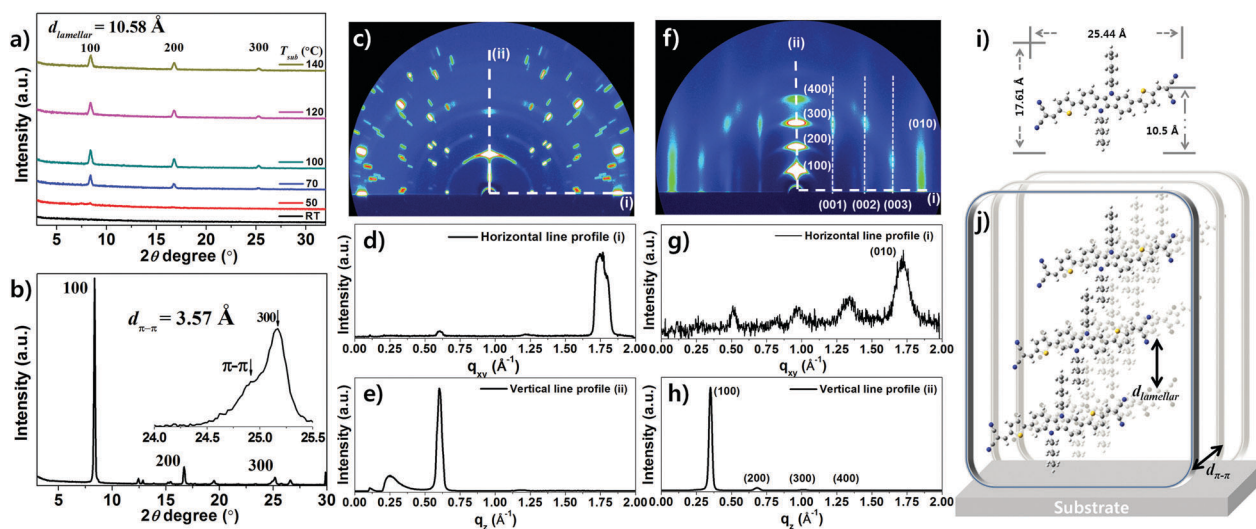 a)
d_lamellar = 10.58 Å
100
200
300
T_sub (°C)
140
120
100
70
50
RT
Intensity (a.u.)
5 10 15 20 25 30
2θ degree (°)
b)
100
d_π–π = 3.57 Å
300
π-π
24.0 24.5 25.0 25.5
200
300
Intensity (a.u.)
5 10 15 20 25 30
2θ degree (°)
c)
(ii)
(i)
d)
Horizontal line profile (i)
Intensity (a.u.)
0.00 0.25 0.50 0.75 1.00 1.25 1.50 1.75 2.00
q_xy (Å⁻¹)
e)
Vertical line profile (ii)
Intensity (a.u.)
0.00 0.25 0.50 0.75 1.00 1.25 1.50 1.75 2.00
q_z (Å⁻¹)
f)
(ii)
(400)
(300)
(200)
(100)
(010)
(001) (002) (003)
(i)
g)
Horizontal line profile (i)
(010)
Intensity (a.u.)
0.00 0.25 0.50 0.75 1.00 1.25 1.50 1.75 2.00
q_xy (Å⁻¹)
h)
Vertical line profile (ii)
(100)
(200) (300) (400)
Intensity (a.u.)
0.00 0.25 0.50 0.75 1.00 1.25 1.50 1.75 2.00
q_z (Å⁻¹)
i)
25.44 Å
17.61 Å
10.5 Å
j)
d_lamellar
d_π-π
Substrate